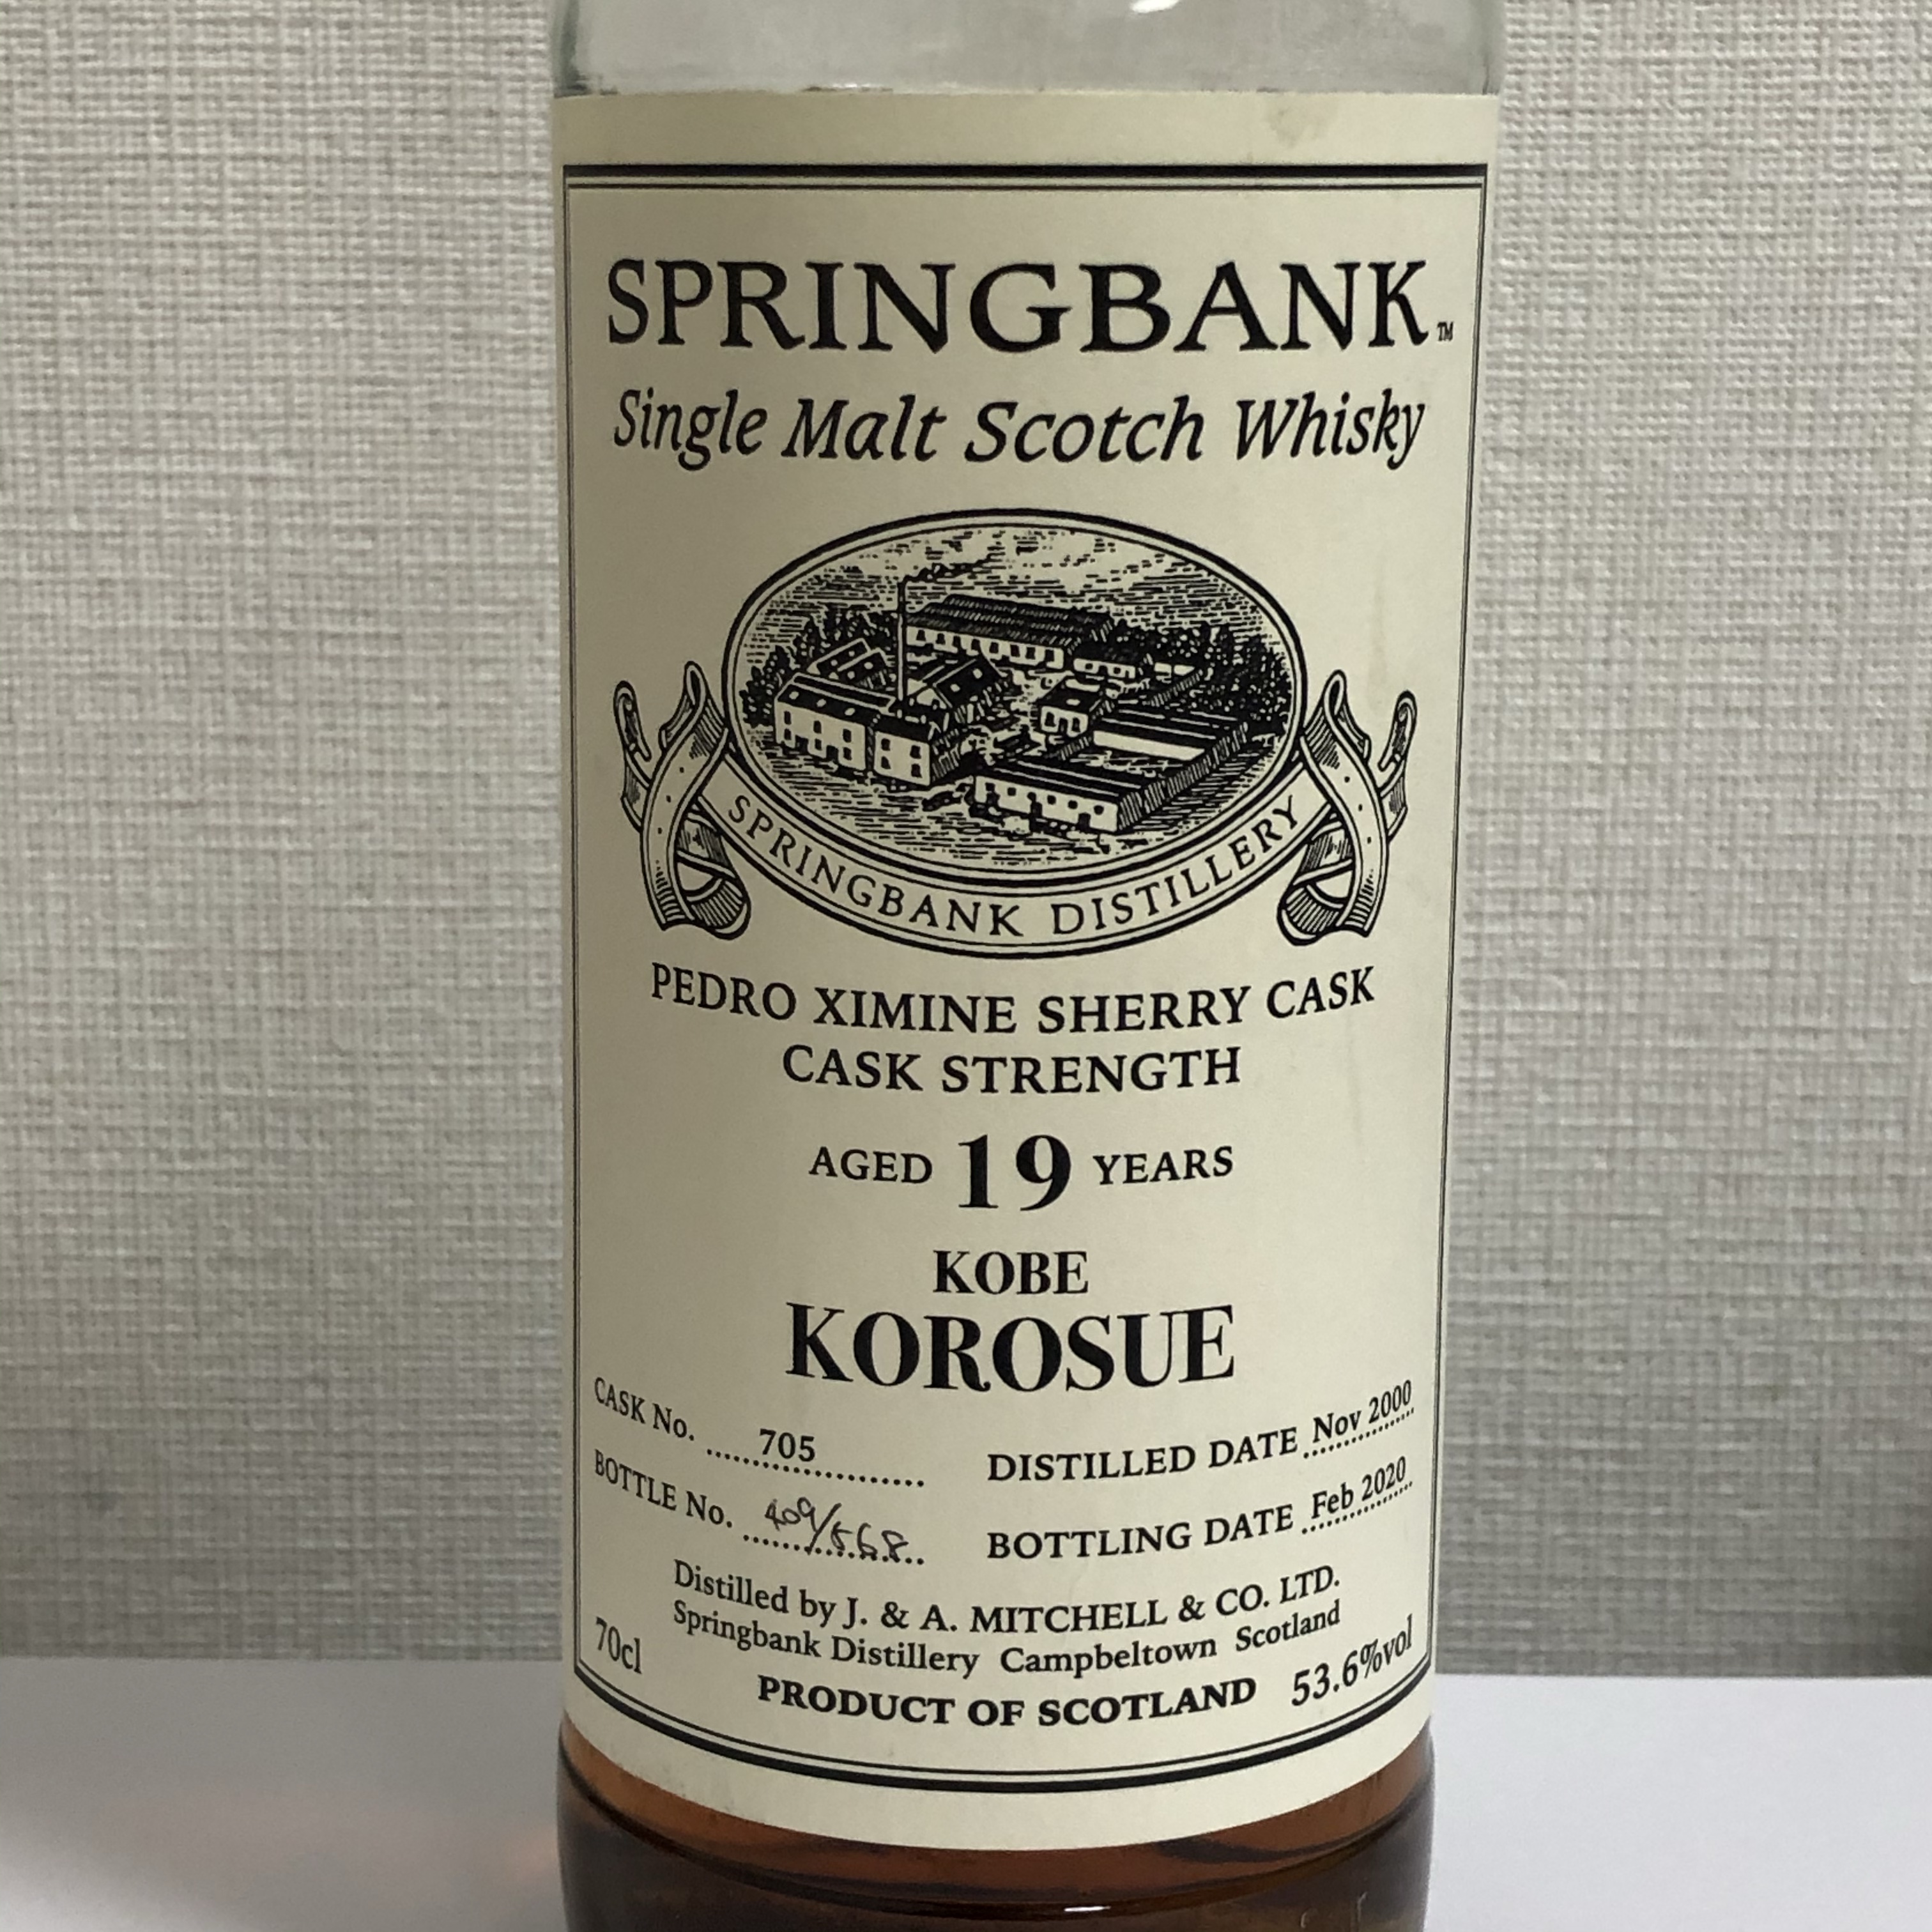 SPRINGBANK™
Single Malt Scotch Whisky
SPRINGBANK DISTILLERY
PEDRO XIMINE SHERRY CASK
CASK STRENGTH
AGED 19 YEARS
KOBE
KOROSUE
CASK No. 705 DISTILLED DATE Nov 2000
BOTTLE No. 409/568 BOTTLING DATE Feb 2020
Distilled by J. & A. MITCHELL & CO. LTD.
Springbank Distillery Campbeltown Scotland
70cl PRODUCT OF SCOTLAND 53.6%vol